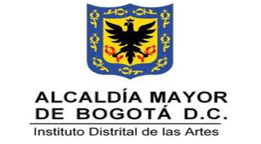 ALCALDÍA MAYOR
DE BOGOTÁ D.C.
Instituto Distrital de las Artes